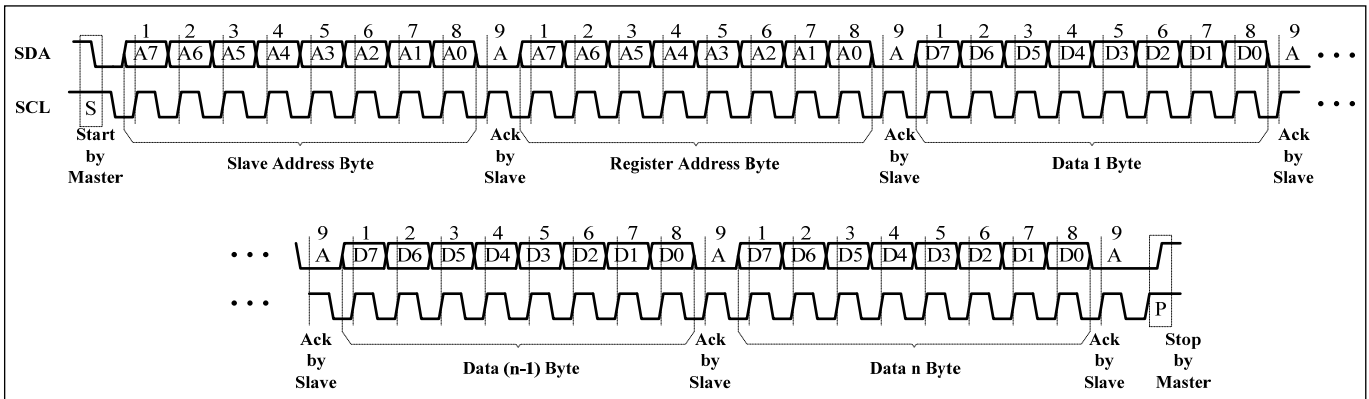 1 2 3 4 5 6 7 8 9 1 2 3 4 5 6 7 8 9 1 2 3 4 5 6 7 8 9
SDA A7 A6 A5 A4 A3 A2 A1 A0 A A7 A6 A5 A4 A3 A2 A1 A0 A D7 D6 D5 D4 D3 D2 D1 D0 A • • •
SCL S • • •
Start by Master
Slave Address Byte
Ack by Slave
Register Address Byte
Ack by Slave
Data 1 Byte
Ack by Slave
9 1 2 3 4 5 6 7 8 9 1 2 3 4 5 6 7 8 9
• • • A D7 D6 D5 D4 D3 D2 D1 D0 A D7 D6 D5 D4 D3 D2 D1 D0 A
• • • P
Ack by Slave
Data (n-1) Byte
Ack by Slave
Data n Byte
Ack by Slave
Stop by Master